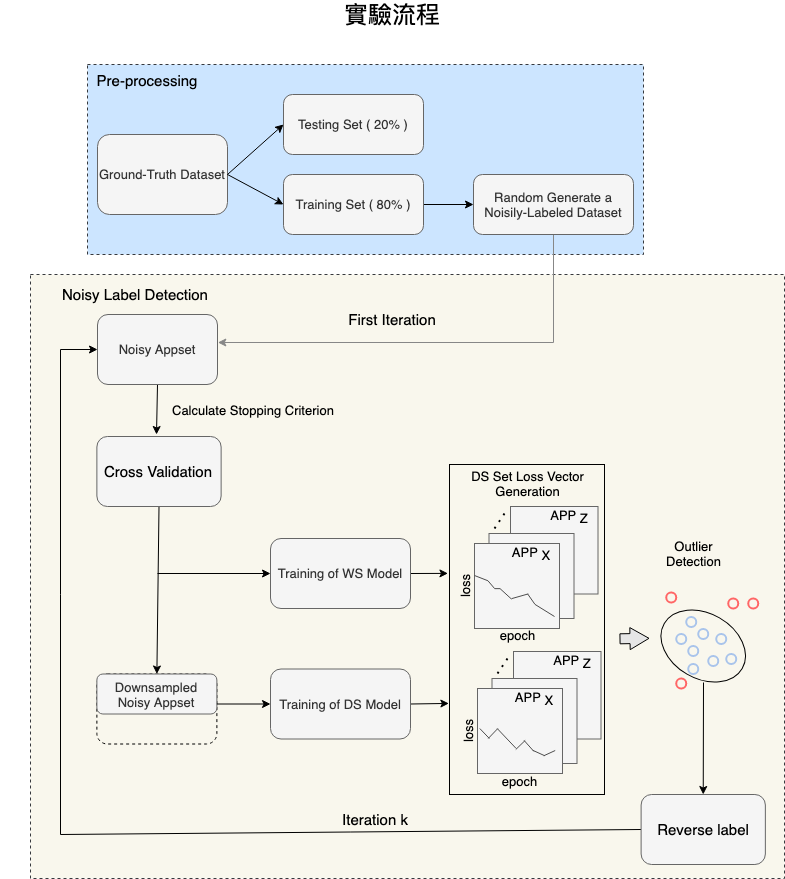 實驗流程
Pre-processing
Testing Set ( 20% )
Ground-Truth Dataset
Training Set ( 80% )
Random Generate a
Noisily-Labeled Dataset
Noisy Label Detection
First Iteration
Noisy Appset
Calculate Stopping Criterion
Cross Validation
DS Set Loss Vector
Generation
APP Z
APP X
loss
epoch
Training of WS Model
Outlier
Detection
Downsampled
Noisy Appset
Training of DS Model
APP Z
APP X
loss
epoch
Iteration k
Reverse label